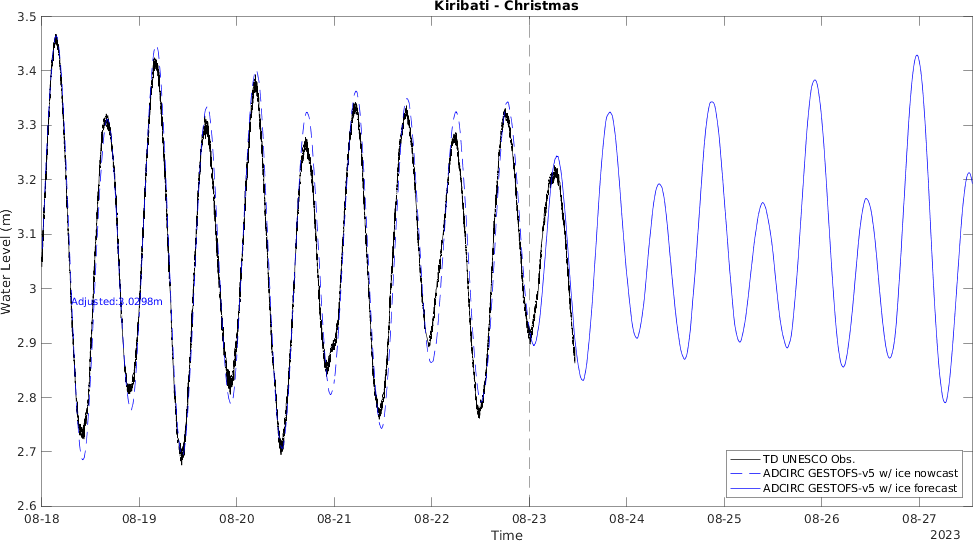 Kiribati - Christmas
3.5
3.4
3.3
3.2
3.1
3
2.9
2.8
2.7
2.6
Water Level (m)
Adjusted:3.0298m
TD UNESCO Obs.
ADCIRC GESTOFS-v5 w/ ice nowcast
ADCIRC GESTOFS-v5 w/ ice forecast
08-18 08-19 08-20 08-21 08-22 08-23 08-24 08-25 08-26 08-27
Time
2023